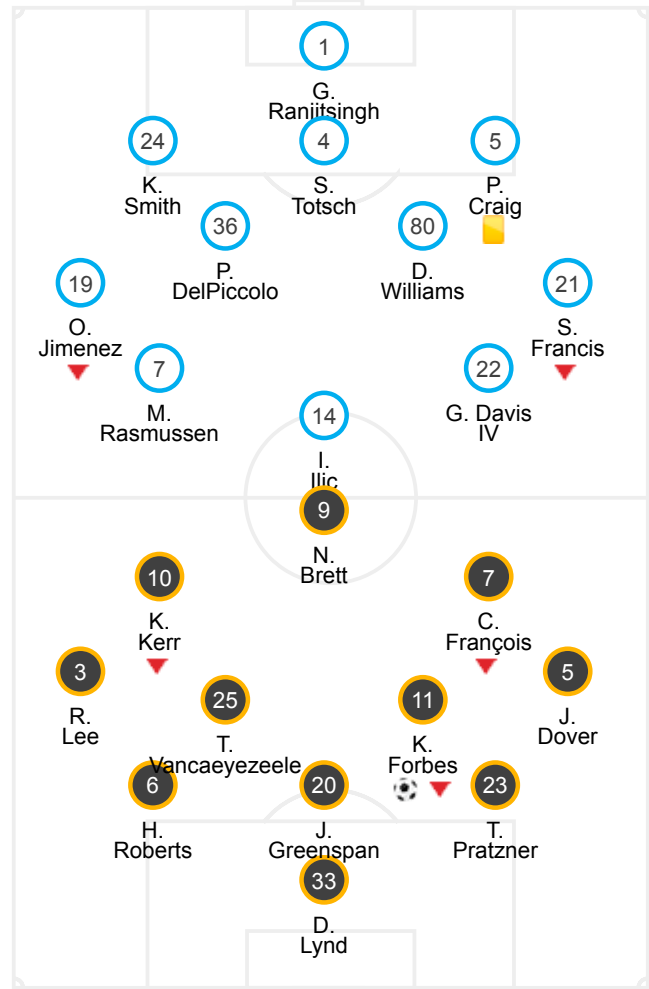 1
G.
Ranjitsingh
24
4
5
K.
Smith
S.
Totsch
P.
Craig
36
80
P.
DelPiccolo
D.
Williams
19
21
O.
Jimenez
S.
Francis
7
22
M.
Rasmussen
G. Davis
IV
14
I.
Ilic
9
N.
Brett
10
7
K.
Kerr
C.
François
3
5
R.
Lee
J.
Dover
25
11
T.
Vancaeyezeele
K.
Forbes
6
20
23
H.
Roberts
J.
Greenspan
T.
Pratzner
33
D.
Lynd